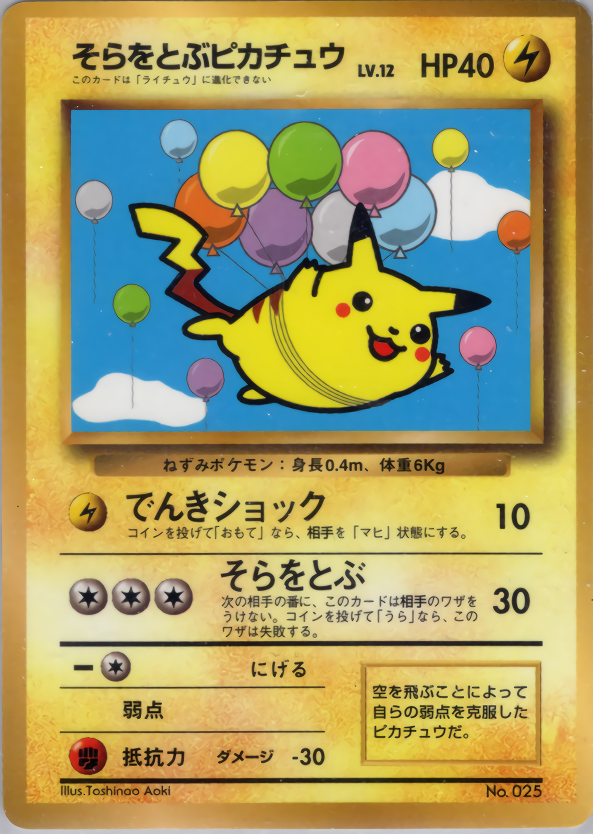 そらをとぶピカチュウ LV.12 HP40
このカードは「ライチュウ」に進化できない
ねずみポケモン：身長0.4m、体重6Kg
でんきショック 10
コインを投げて「おもて」なら、相手を「マヒ」状態にする。
そらをとぶ 30
次の相手の番に、このカードは相手のワザを
うけない。コインを投げて「うら」なら、この
ワザは失敗する。
にげる
弱点
抵抗力 ダメージ -30
空を飛ぶことによって
自らの弱点を克服した
ピカチュウだ。
Illus.Toshinao Aoki No.025